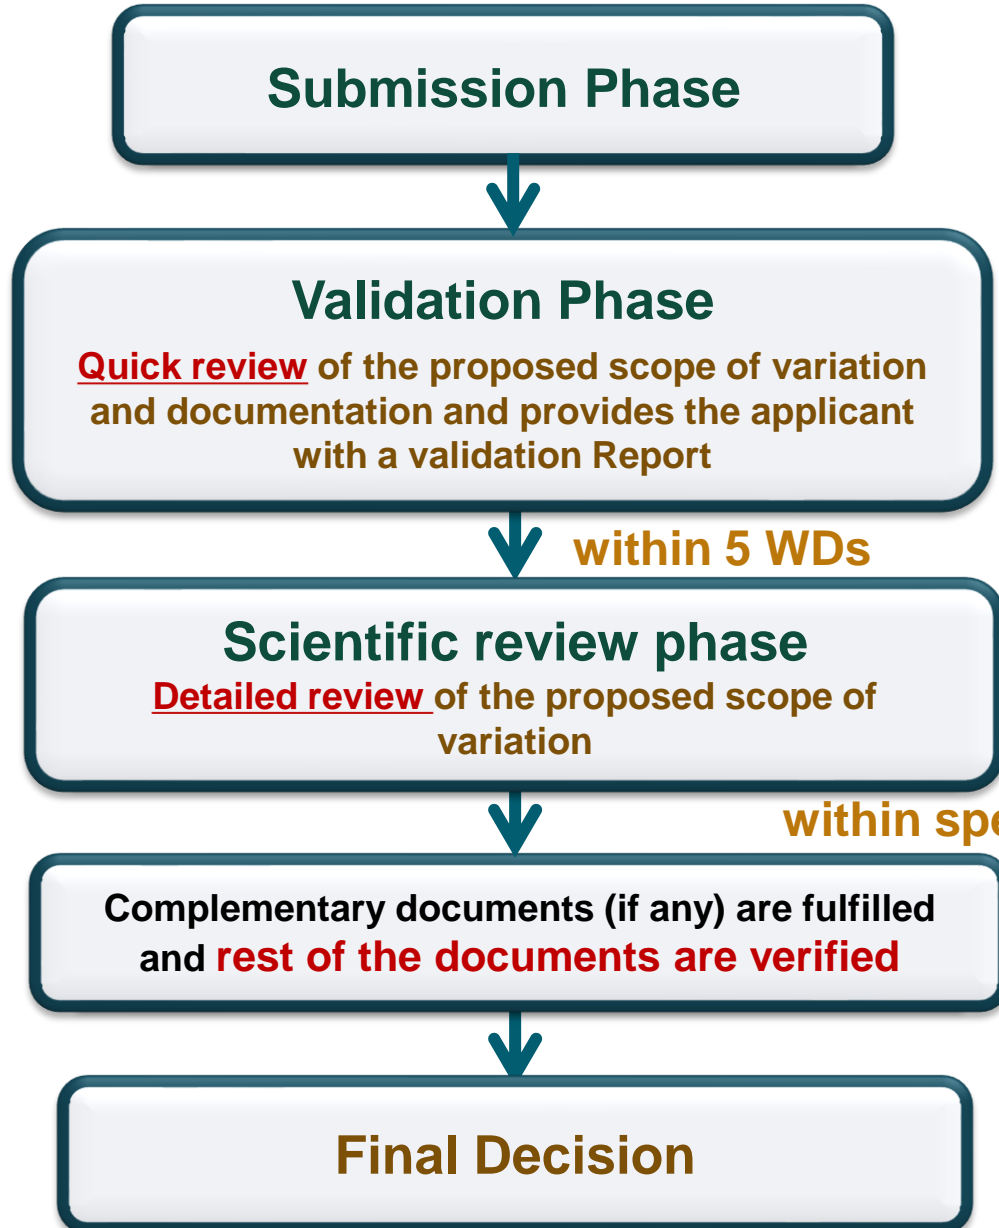 Submission Phase
Validation Phase
Quick review of the proposed scope of variation
and documentation and provides the applicant
with a validation Report
within 5 WDs
Scientific review phase
Detailed review of the proposed scope of
variation
within
Complementary documents (if any) are fulfilled
and rest of the documents are verified
Final Decision